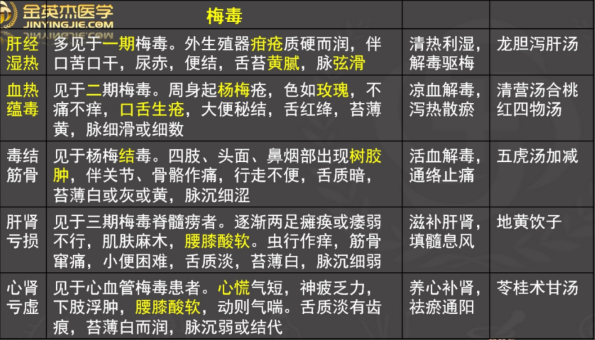 金英杰医学
JINYINGJIE.COM
梅毒
肝经
湿热
多见于一期梅毒。外生殖器疳疮质硬而润，伴
口苦口干，尿赤，便结，舌苔黄腻，脉弦滑
清热利湿，
解毒驱梅
龙胆泻肝汤
血热
蕴毒
见于二期梅毒。周身起杨梅疮，色如玫瑰，不
痛不痒，口舌生疮，大便秘结，舌红绛，苔薄
黄，脉细滑或细数
凉血解毒，
泻热散瘀
清营汤合桃
红四物汤
毒结
筋骨
见于杨梅结毒。四肢、头面、鼻烟部出现树胶
肿，伴关节、骨骼作痛，行走不便，舌质暗，
苔薄白或灰或黄，脉沉细涩
活血解毒，
通络止痛
五虎汤加减
肝肾
亏损
见于三期梅毒脊髓痨者。逐渐两足瘫痪或痿弱
不行，肌肤麻木，腰膝酸软。虫行作痒，筋骨
窜痛，小便困难，舌质淡，苔薄白，脉沉细弱
滋补肝肾，
填髓息风
地黄饮子
心肾
亏虚
见于心血管梅毒患者。心慌气短，神疲乏力，
下肢浮肿，腰膝酸软，动则气喘。舌质淡有齿
痕，苔薄白而润，脉沉弱或结代
养心补肾，
祛瘀通阳
苓桂术甘汤